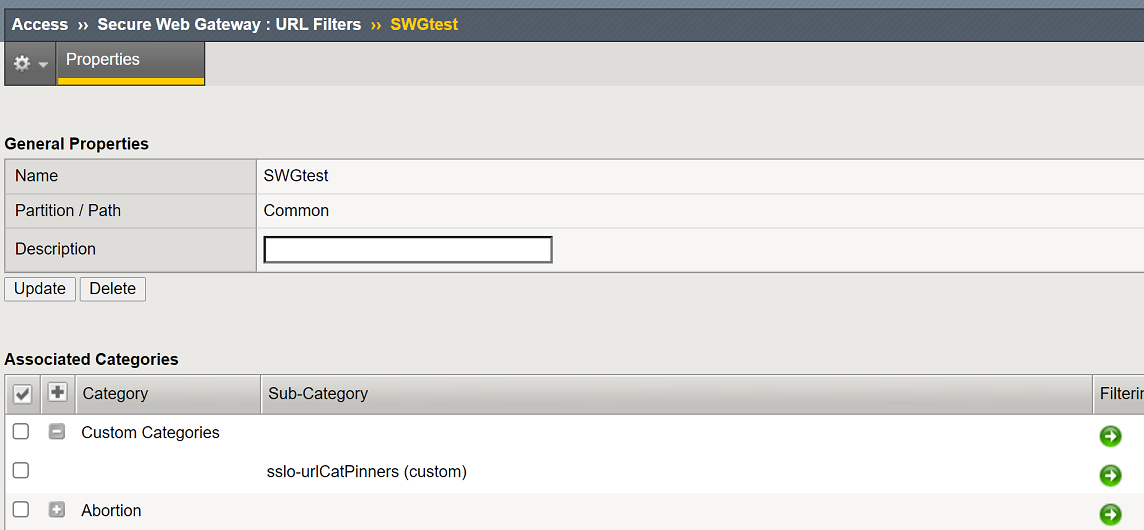 Access ›› Secure Web Gateway : URL Filters ›› SWGtest
Properties
General Properties
Name SWGtest
Partition / Path Common
Description
Update Delete
Associated Categories
Category Sub-Category Filterin
Custom Categories
sslo-urlCatPinners (custom)
Abortion